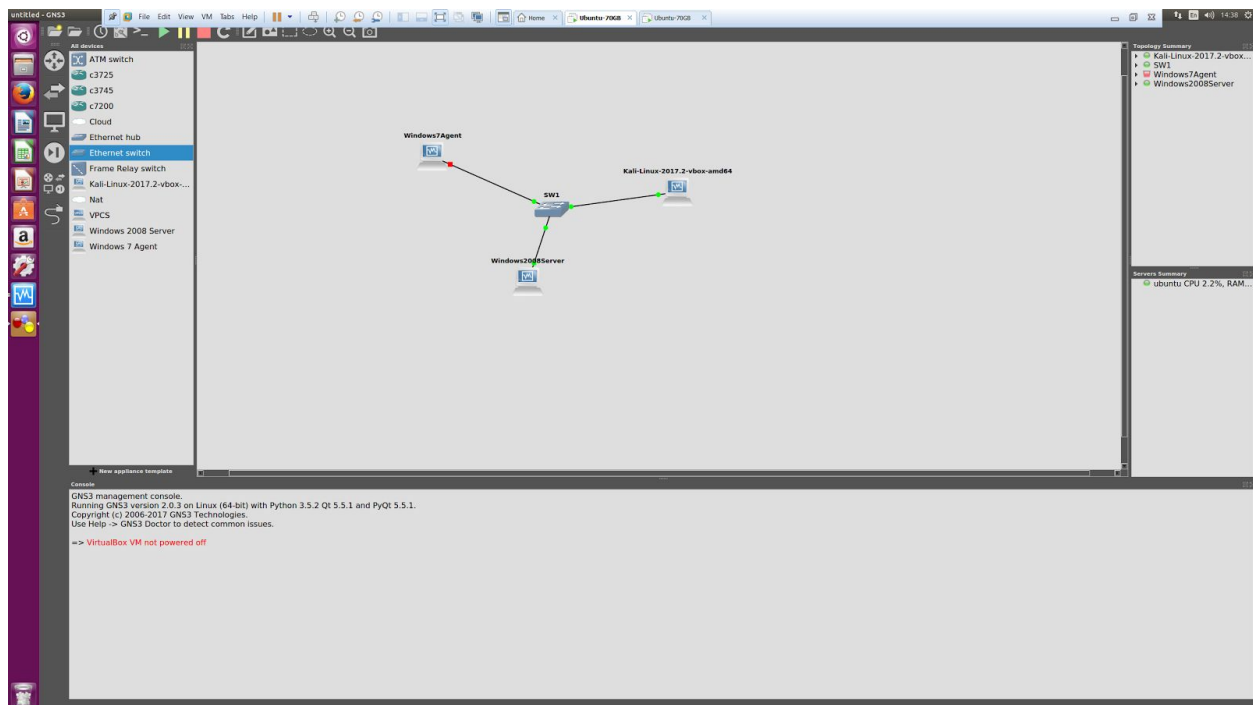 untitled - GNS3
File Edit View VM Tabs Help
Home
Ubuntu-70GB
Ubuntu-70GB
En
14:38
All devices
ATM switch
c3725
c3745
c7200
Cloud
Ethernet hub
Ethernet switch
Frame Relay switch
Kali-Linux-2017.2-vbox-...
Nat
VPCS
Windows 2008 Server
Windows 7 Agent
New appliance template
Windows7Agent
Kali-Linux-2017.2-vbox-amd64
SW1
Windows2008Server
Topology Summary
Kali-Linux-2017.2-vbox...
SW1
Windows7Agent
Windows2008Server
Servers Summary
ubuntu CPU 2.2%, RAM...
Console
GNS3 management console.
Running GNS3 version 2.0.3 on Linux (64-bit) with Python 3.5.2 Qt 5.5.1 and PyQt 5.5.1.
Copyright (c) 2006-2017 GNS3 Technologies.
Use Help -> GNS3 Doctor to detect common issues.
=> VirtualBox VM not powered off